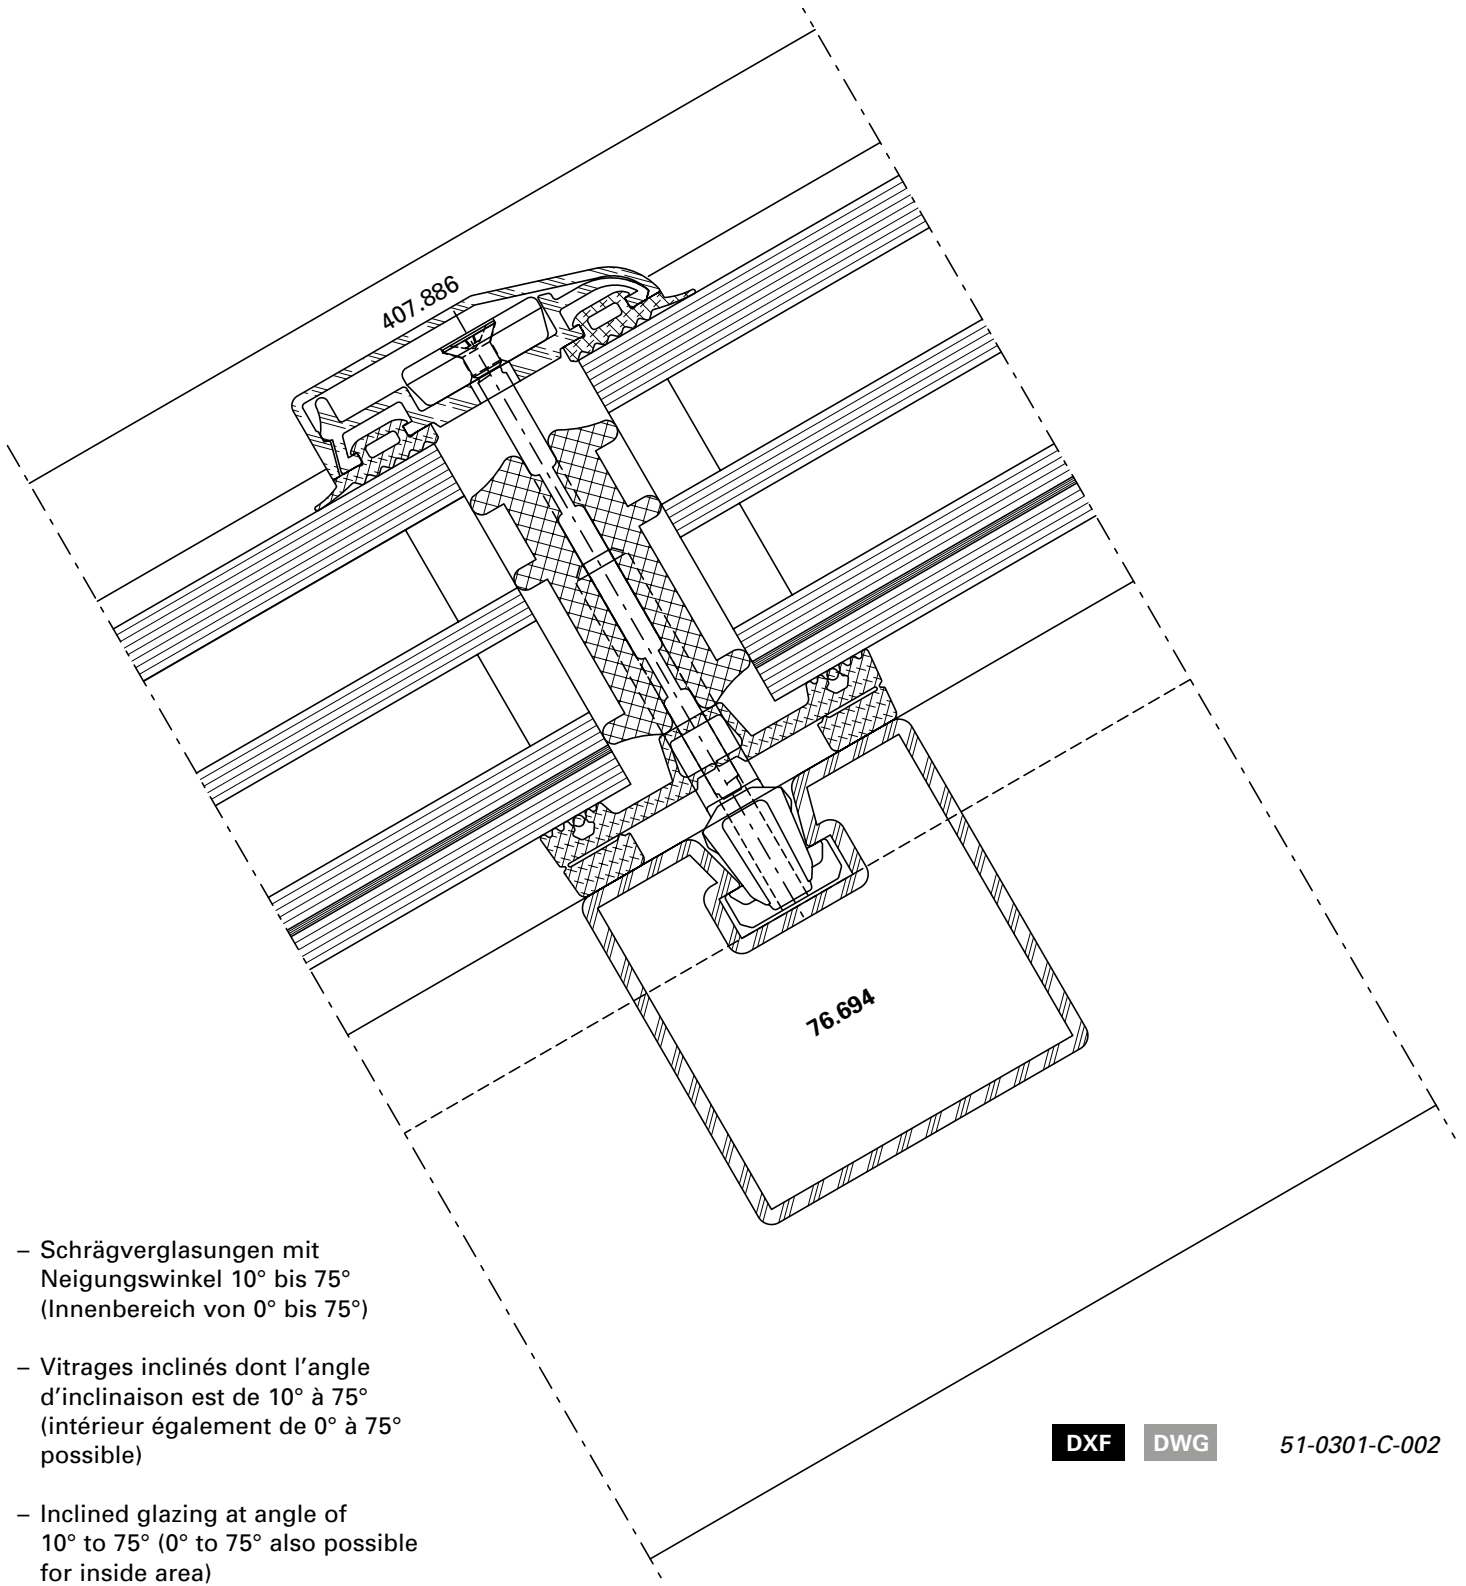 407.886
76.694
– Schrägverglasungen mit
Neigungswinkel 10° bis 75°
(Innenbereich von 0° bis 75°)
– Vitrages inclinés dont l’angle
d’inclinaison est de 10° à 75°
(intérieur également de 0° à 75°
possible)
– Inclined glazing at angle of
10° to 75° (0° to 75° also possible
for inside area)
DXF DWG 51-0301-C-002